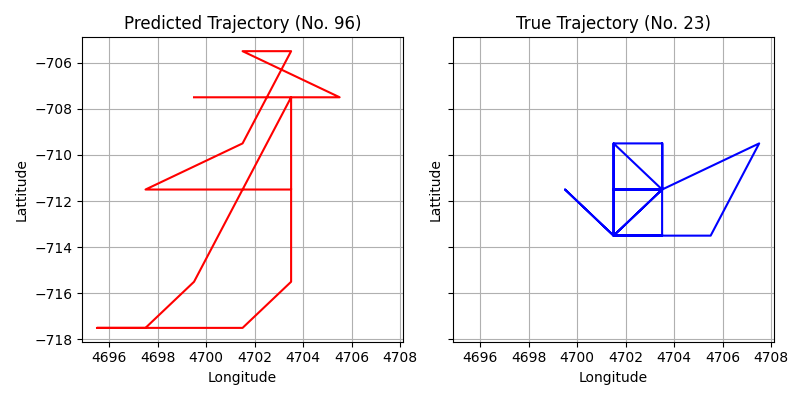 Predicted Trajectory (No. 96)
True Trajectory (No. 23)
Lattitude
−706
−708
−710
−712
−714
−716
−718
4696 4698 4700 4702 4704 4706 4708
Longitude
Lattitude
4696 4698 4700 4702 4704 4706 4708
Longitude